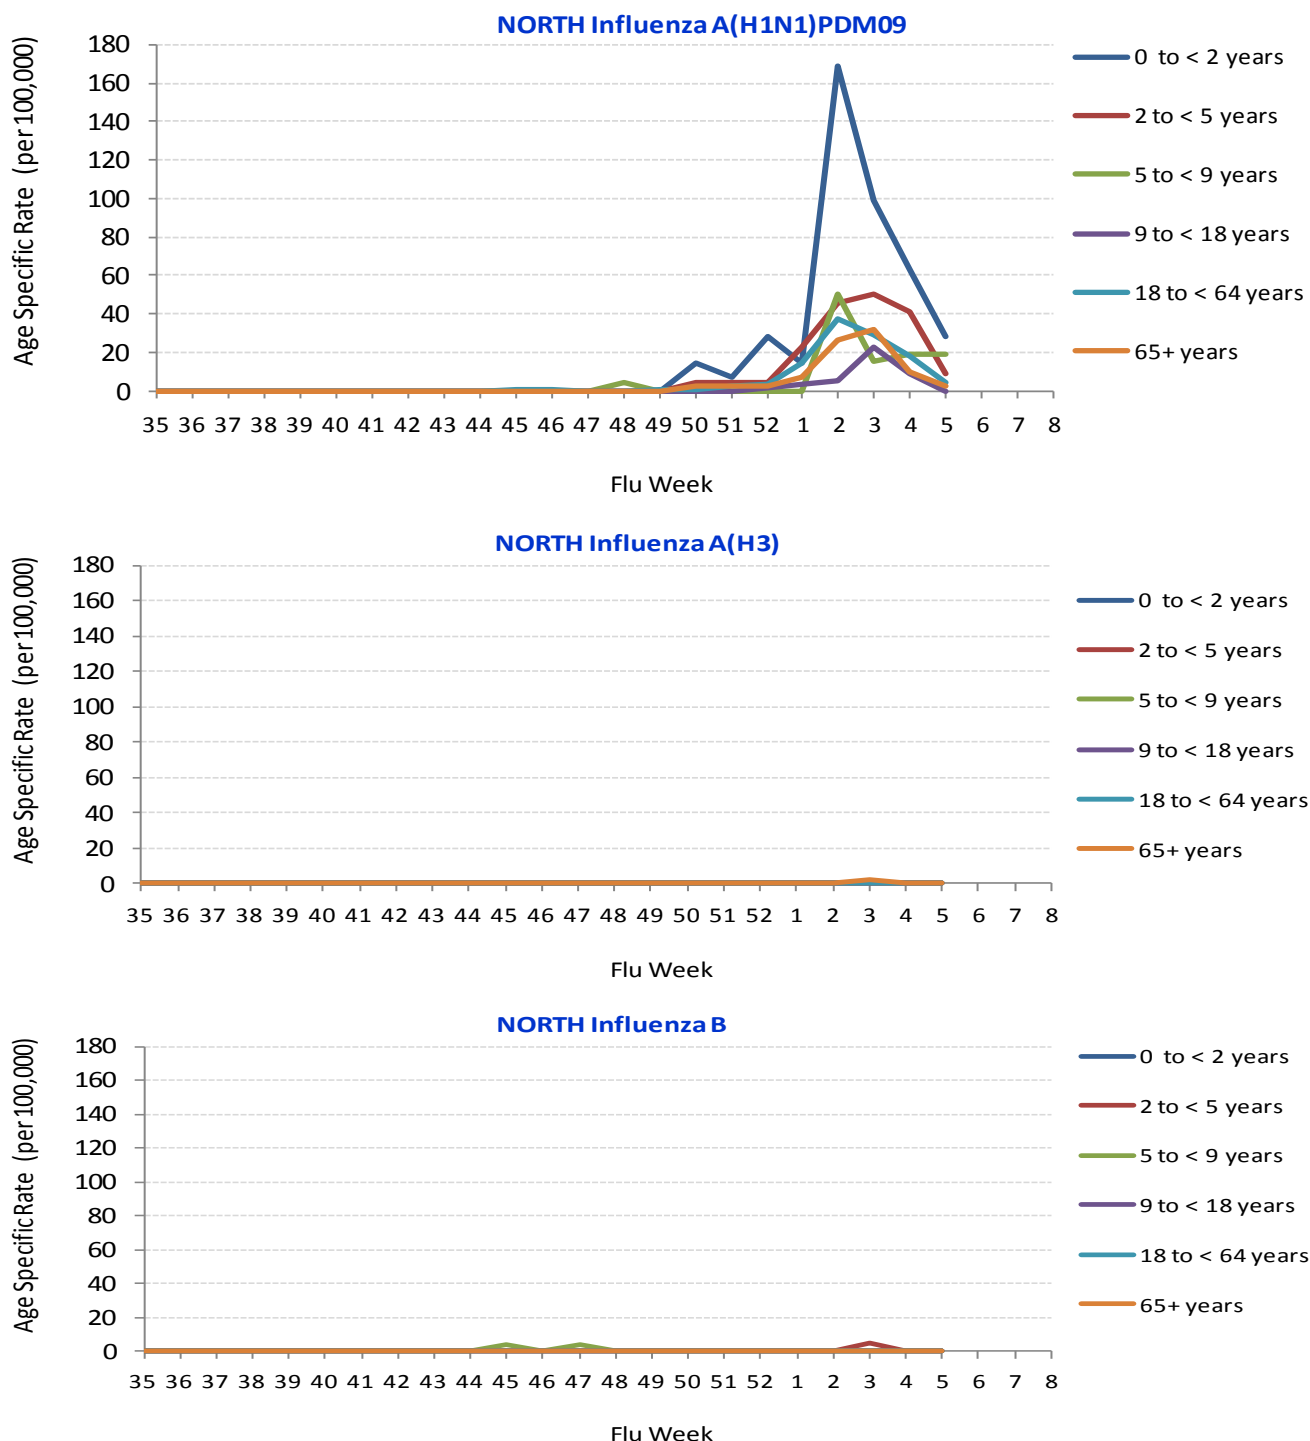 NORTH Influenza A(H1N1)PDM09
Age Specific Rate (per 100,000)
180
160
140
120
100
80
60
40
20
0
35 36 37 38 39 40 41 42 43 44 45 46 47 48 49 50 51 52 1 2 3 4 5 6 7 8
Flu Week
0 to < 2 years
2 to < 5 years
5 to < 9 years
9 to < 18 years
18 to < 64 years
65+ years
NORTH Influenza A(H3)
Age Specific Rate (per 100,000)
180
160
140
120
100
80
60
40
20
0
35 36 37 38 39 40 41 42 43 44 45 46 47 48 49 50 51 52 1 2 3 4 5 6 7 8
Flu Week
0 to < 2 years
2 to < 5 years
5 to < 9 years
9 to < 18 years
18 to < 64 years
65+ years
NORTH Influenza B
Age Specific Rate (per 100,000)
180
160
140
120
100
80
60
40
20
0
35 36 37 38 39 40 41 42 43 44 45 46 47 48 49 50 51 52 1 2 3 4 5 6 7 8
Flu Week
0 to < 2 years
2 to < 5 years
5 to < 9 years
9 to < 18 years
18 to < 64 years
65+ years